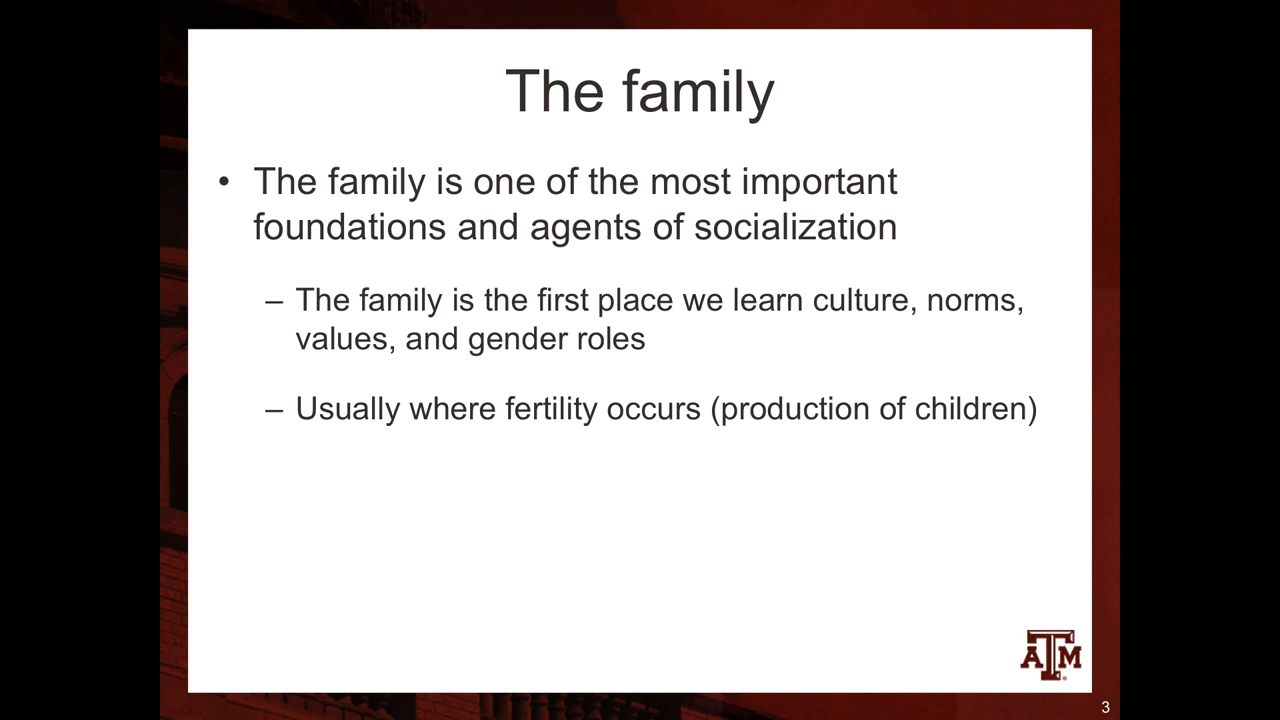 The family
• The family is one of the most important
foundations and agents of socialization
– The family is the first place we learn culture, norms,
values, and gender roles
– Usually where fertility occurs (production of children)
ATM
3